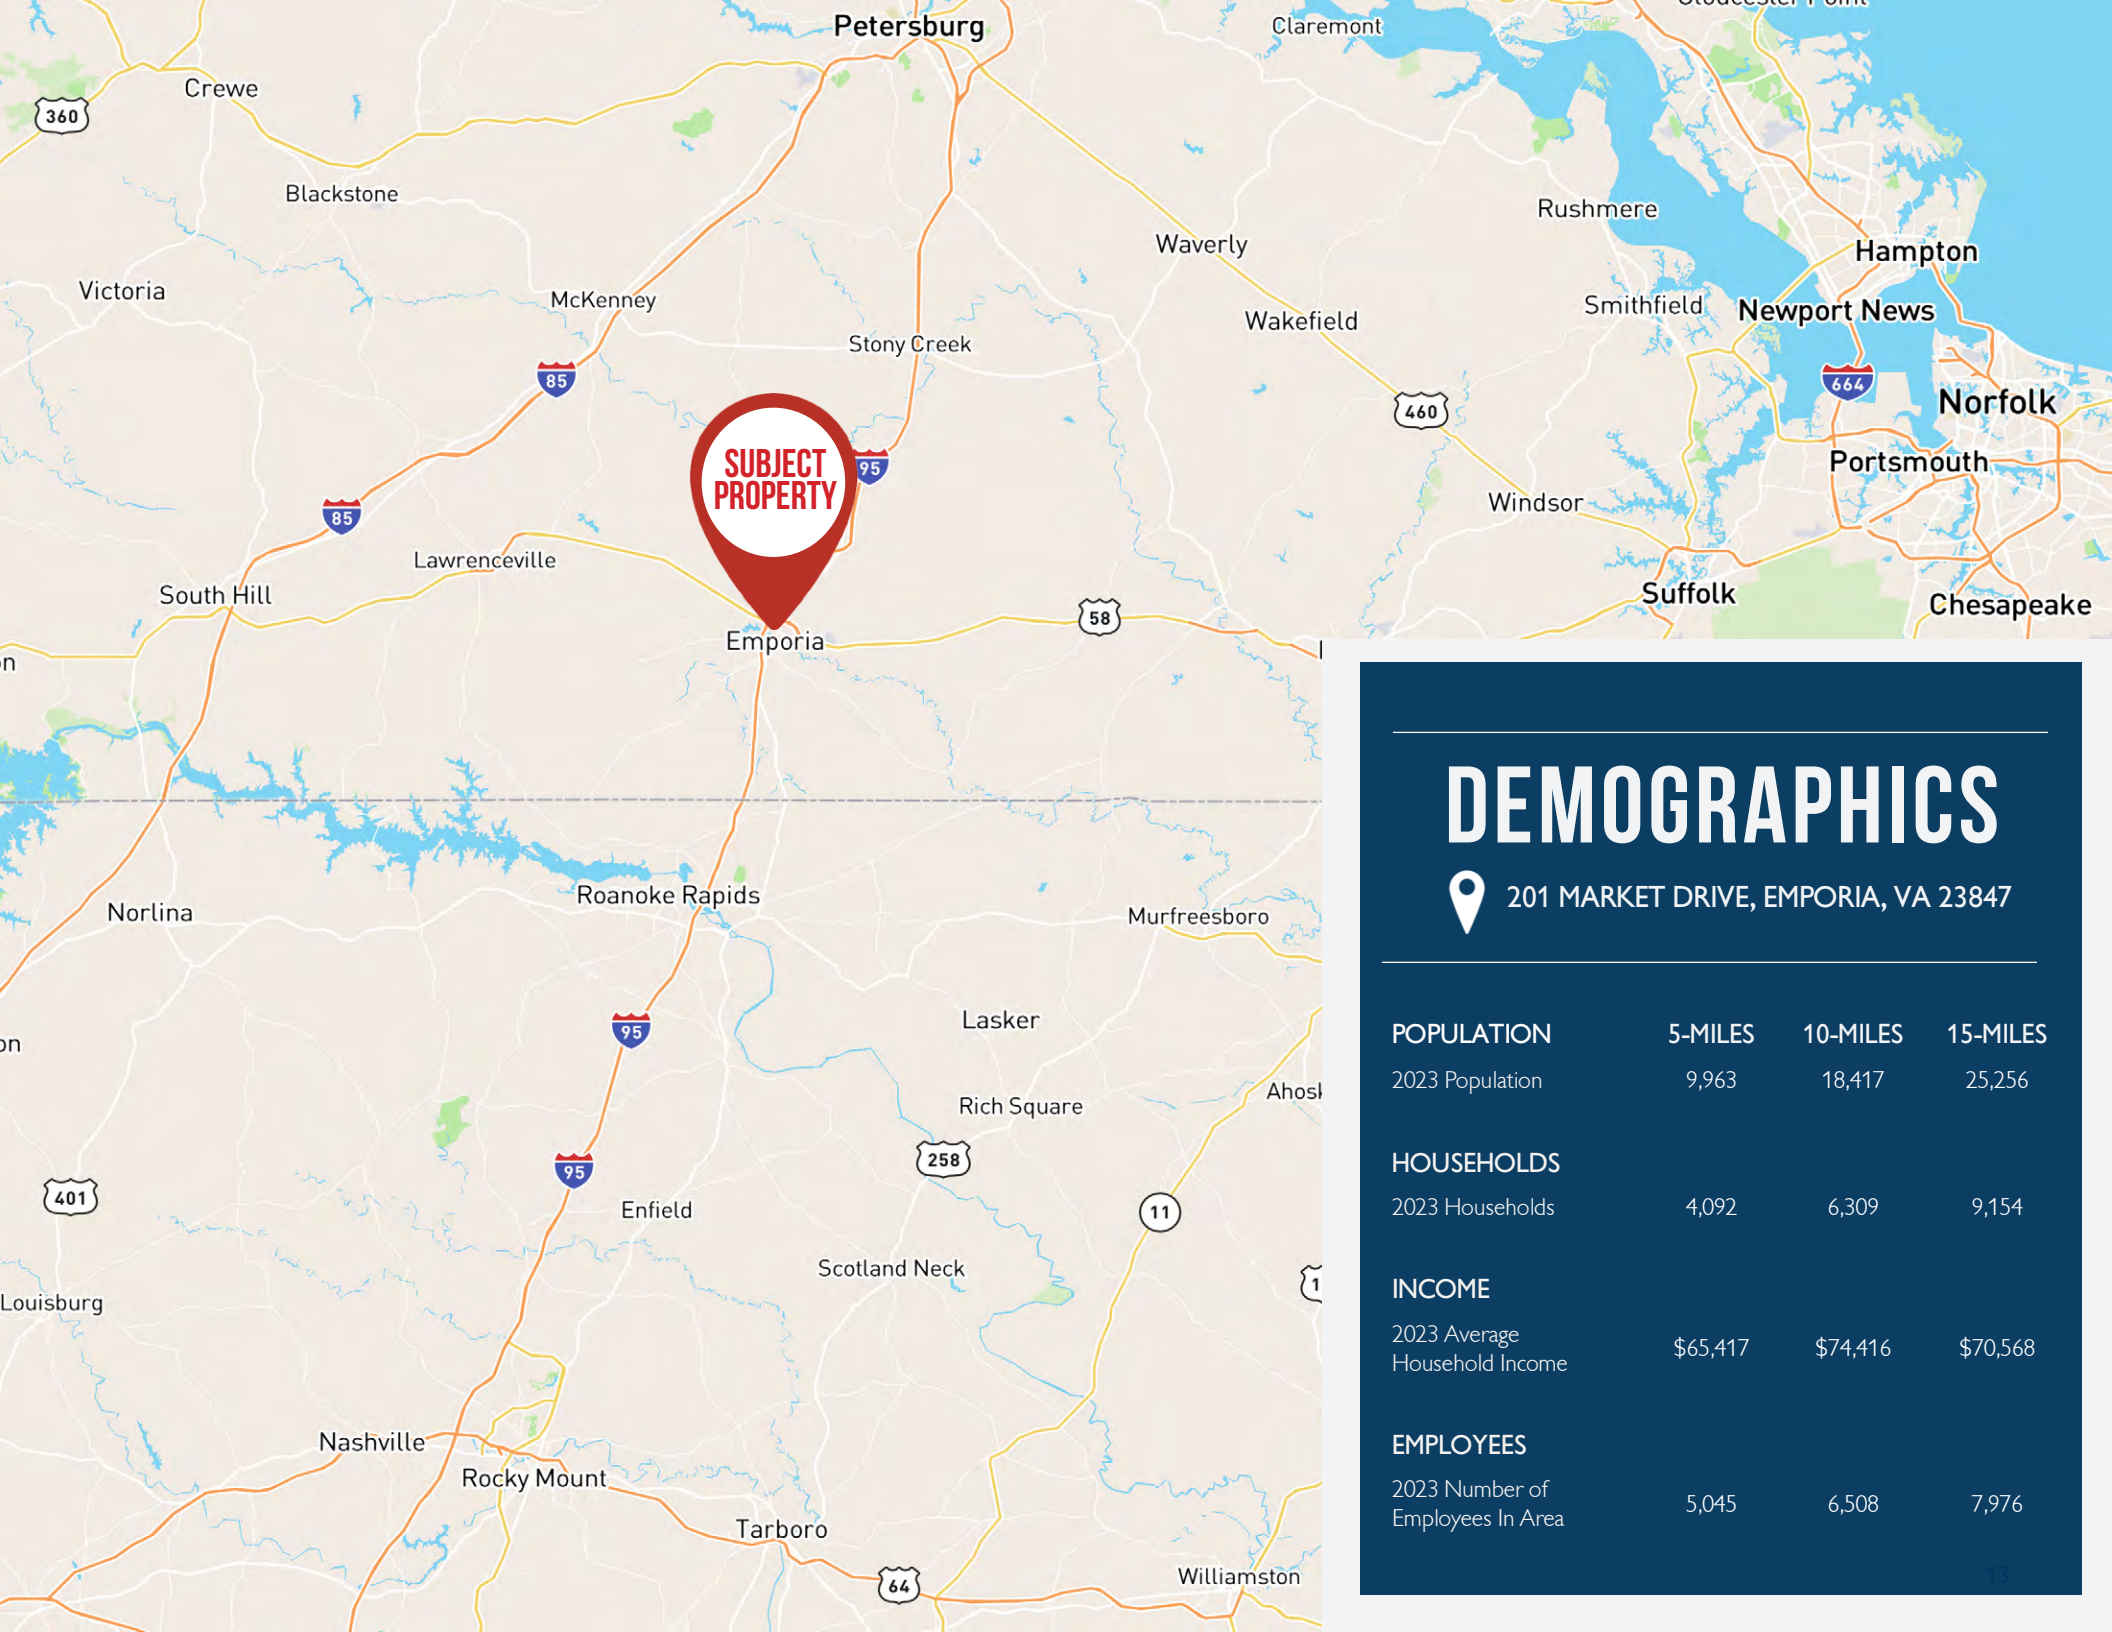 Petersburg
Claremont
Crewe
360
Blackstone
Rushmere
Waverly
Hampton
Victoria
McKenney
Smithfield
Newport News
Wakefield
Stony Creek
85
664
Norfolk
460
SUBJECT
PROPERTY
95
Portsmouth
Windsor
85
Lawrenceville
South Hill
Suffolk
Chesapeake
58
Emporia
on
Roanoke Rapids
Norlina
Murfreesboro
Lasker
95
Rich Square
258
95
401
Enfield
11
Scotland Neck
Louisburg
Nashville
Rocky Mount
Tarboro
64
Williamston
DEMOGRAPHICS
201 MARKET DRIVE, EMPORIA, VA 23847
POPULATION 5-MILES 10-MILES 15-MILES
2023 Population 9,963 18,417 25,256
HOUSEHOLDS
2023 Households 4,092 6,309 9,154
INCOME
2023 Average
Household Income $65,417 $74,416 $70,568
EMPLOYEES
2023 Number of
Employees In Area 5,045 6,508 7,976
13